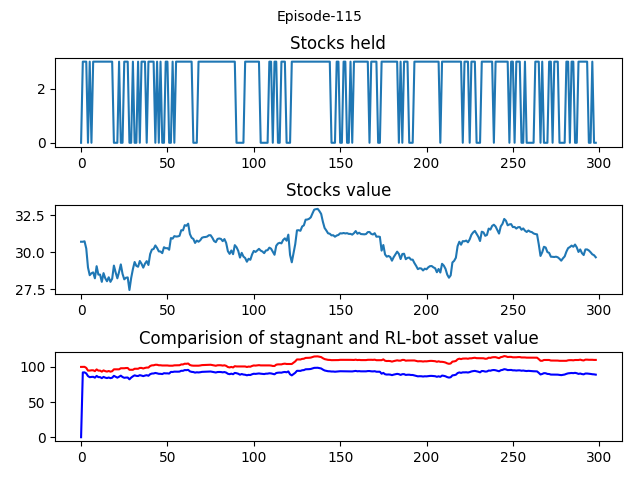 Episode-115
Stocks held
2
0
0 50 100 150 200 250 300
Stocks value
32.5
30.0
27.5
0 50 100 150 200 250 300
Comparision of stagnant and RL-bot asset value
100
50
0
0 50 100 150 200 250 300